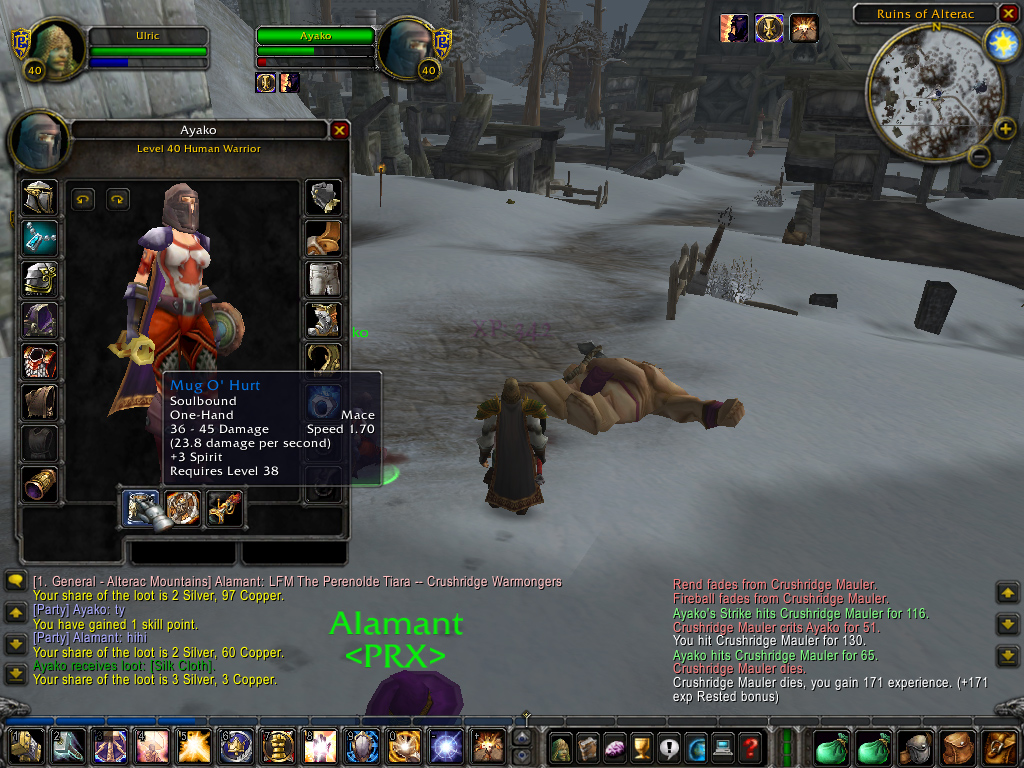 Ulric
40
Ayako
40
Ruins of Alterac
N
Ayako
Level 40 Human Warrior
ko
XP 342
Mug O' Hurt
Soulbound
One-Hand Mace
36 - 45 Damage Speed 1.70
(23.8 damage per second)
+3 Spirit
Requires Level 38
[1. General - Alterac Mountains] Alamant: LFM The Perenolde Tiara -- Crushridge Warmongers
Your share of the loot is 2 Silver, 97 Copper.
[Party] Ayako: ty
You have gained 1 skill point.
[Party] Alamant: hihi
Your share of the loot is 2 Silver, 60 Copper.
Ayako receives loot: [Silk Cloth].
Your share of the loot is 3 Silver, 3 Copper.
Alamant
<PRX>
Rend fades from Crushridge Mauler.
Fireball fades from Crushridge Mauler.
Ayako's Strike hits Crushridge Mauler for 116.
Crushridge Mauler crits Ayako for 51.
You hit Crushridge Mauler for 130.
Ayako hits Crushridge Mauler for 65.
Crushridge Mauler dies.
Crushridge Mauler dies, you gain 171 experience. (+171
exp Rested bonus)